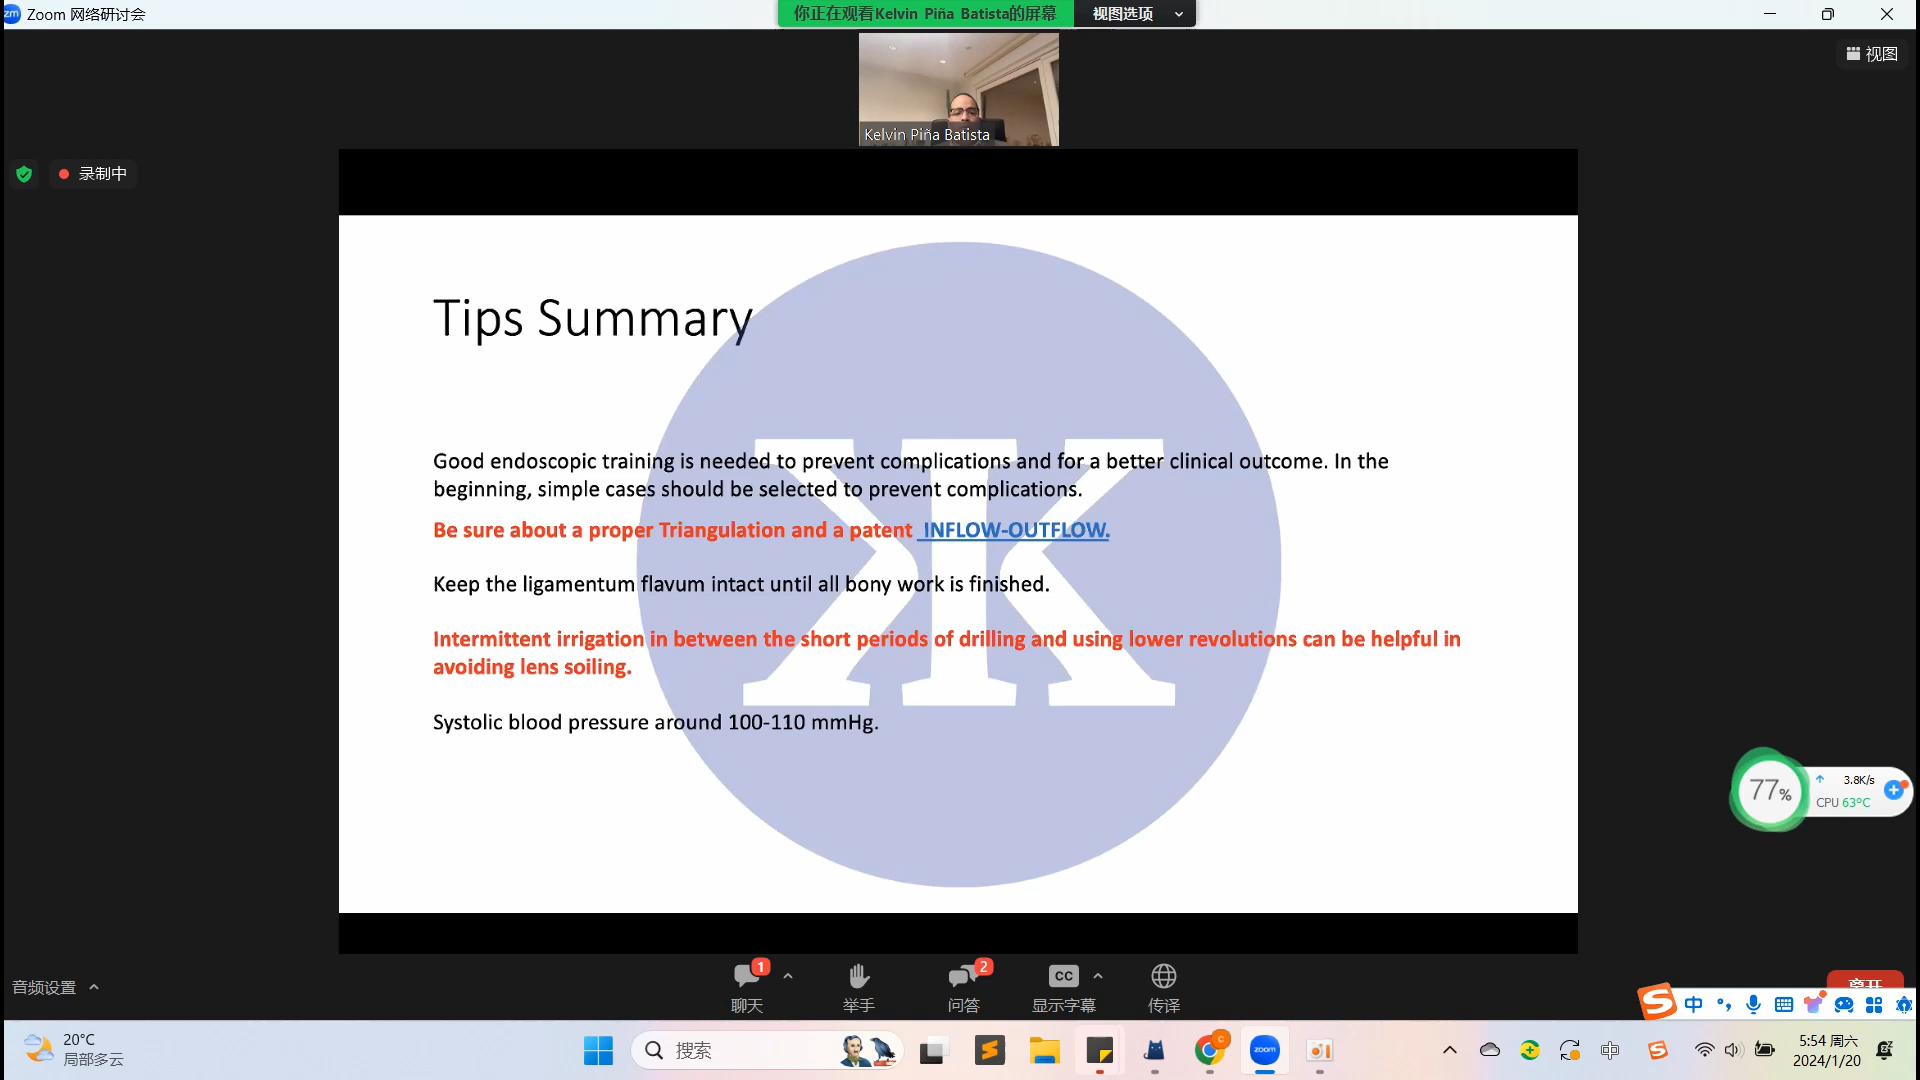 zm Zoom 网络研讨会
你正在观看Kelvin Piña Batista的屏幕
视图选项
视图
Kelvin Piña Batista
录制中
Tips Summary
Good endoscopic training is needed to prevent complications and for a better clinical outcome. In the
beginning, simple cases should be selected to prevent complications.
Be sure about a proper Triangulation and a patent INFLOW-OUTFLOW.
Keep the ligamentum flavum intact until all bony work is finished.
Intermittent irrigation in between the short periods of drilling and using lower revolutions can be helpful in
avoiding lens soiling.
Systolic blood pressure around 100-110 mmHg.
77%
3.8K/s
CPU 63°C
音频设置
1
聊天
举手
2
问答
CC
显示字幕
传译
离开
S 中
20°C
局部多云
搜索
C
zoom
中
S
5:54 周六
2024/1/20